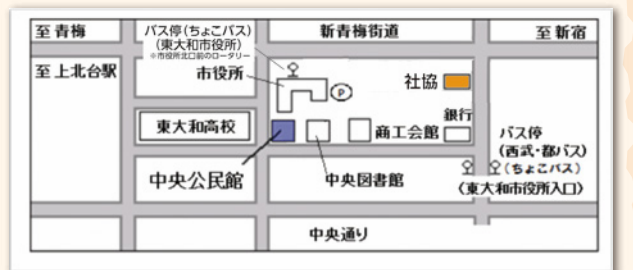 至 青梅
バス停(ちょこバス)
(東大和市役所)
※市役所北口前のロータリー
新青梅街道
至 新宿
至 上北台駅
市役所
P
社協
銀行
東大和高校
商工会館
バス停
(西武・都バス)
(ちょこバス)
(東大和市役所入口)
中央公民館
中央図書館
中央通り